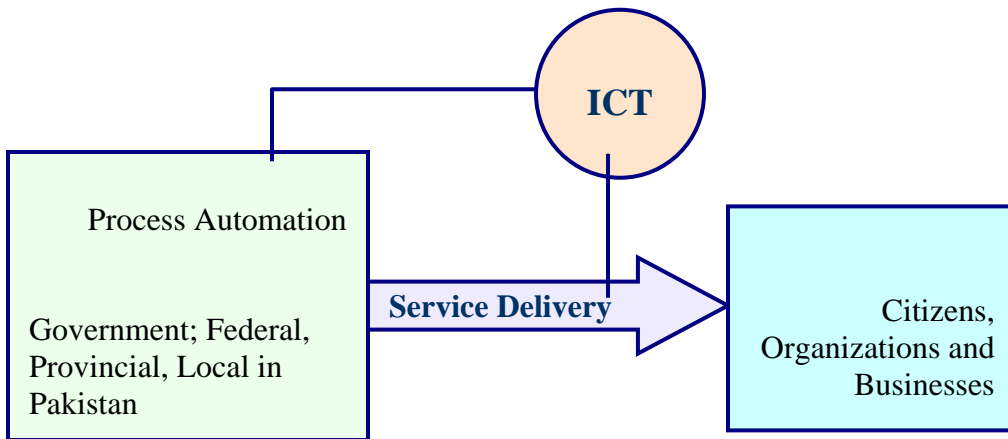 ICT
Process Automation
Government; Federal,
Provincial, Local in
Pakistan
Service Delivery
Citizens,
Organizations and
Businesses